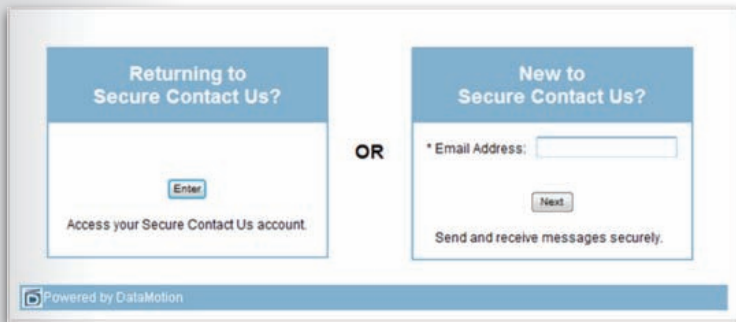 Returning to
Secure Contact Us?
Enter
Access your Secure Contact Us account.
OR
New to
Secure Contact Us?
* Email Address:
Next
Send and receive messages securely.
Powered by DataMotion